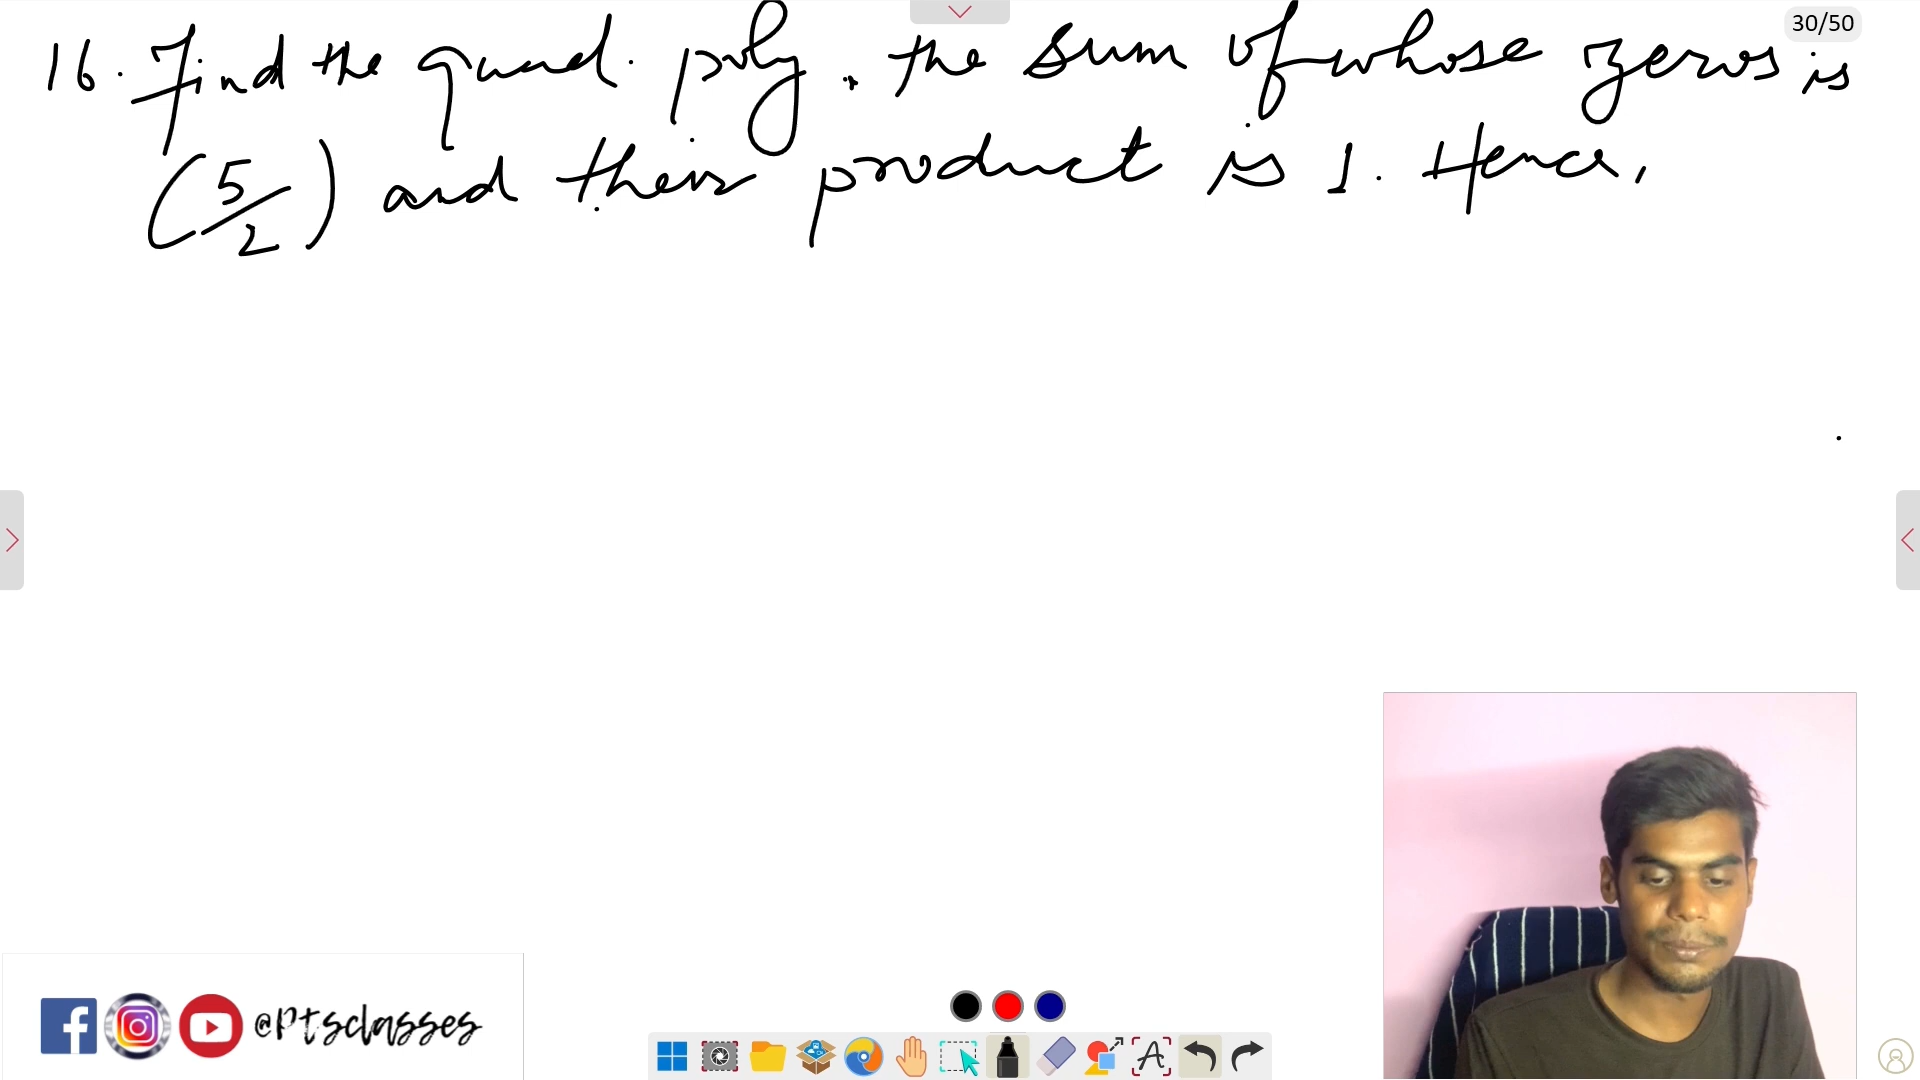 30/50
16. Find the quad. poly., the sum of whose zeros is
(5/2) and their product is 1. Hence,
@Ptsclasses